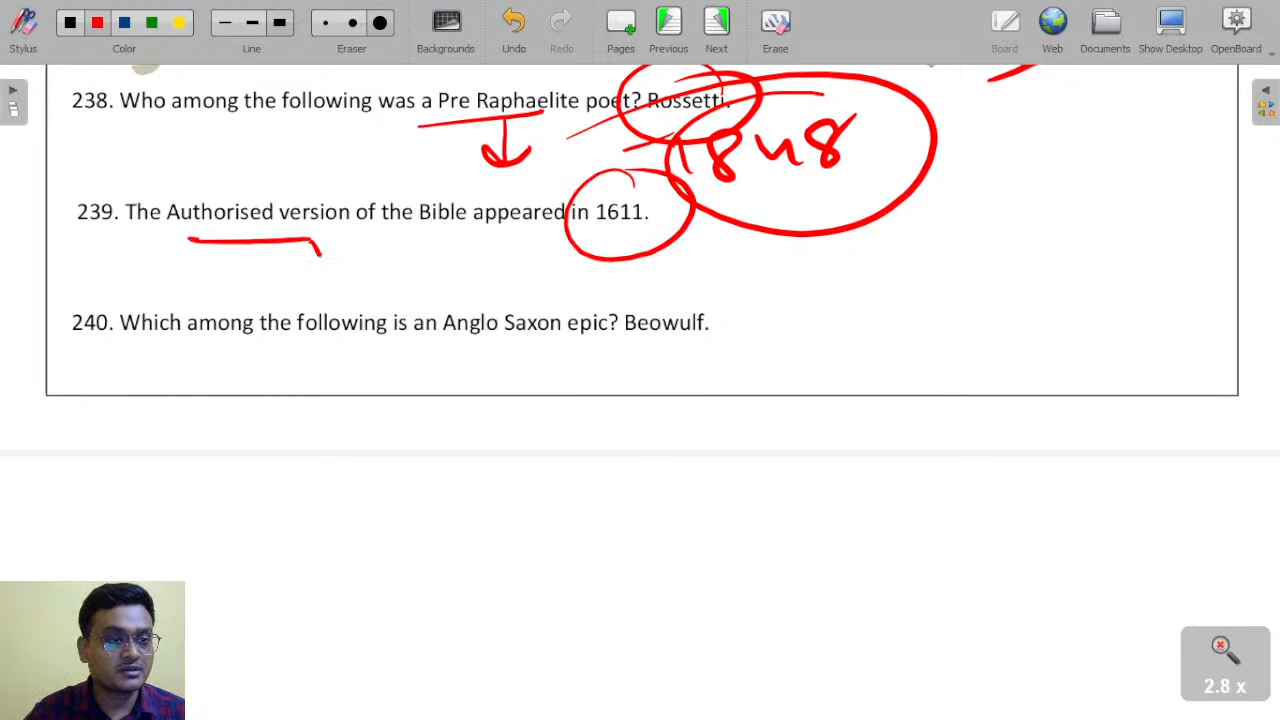 Stylus
Color
Line
Eraser
Backgrounds
Undo
Redo
Pages
Previous
Next
Erase
Board
Web
Documents
Show Desktop
OpenBoard
238. Who among the following was a Pre Raphaelite poet? Rossetti.
1848
239. The Authorised version of the Bible appeared in 1611.
240. Which among the following is an Anglo Saxon epic? Beowulf.
2.8 x